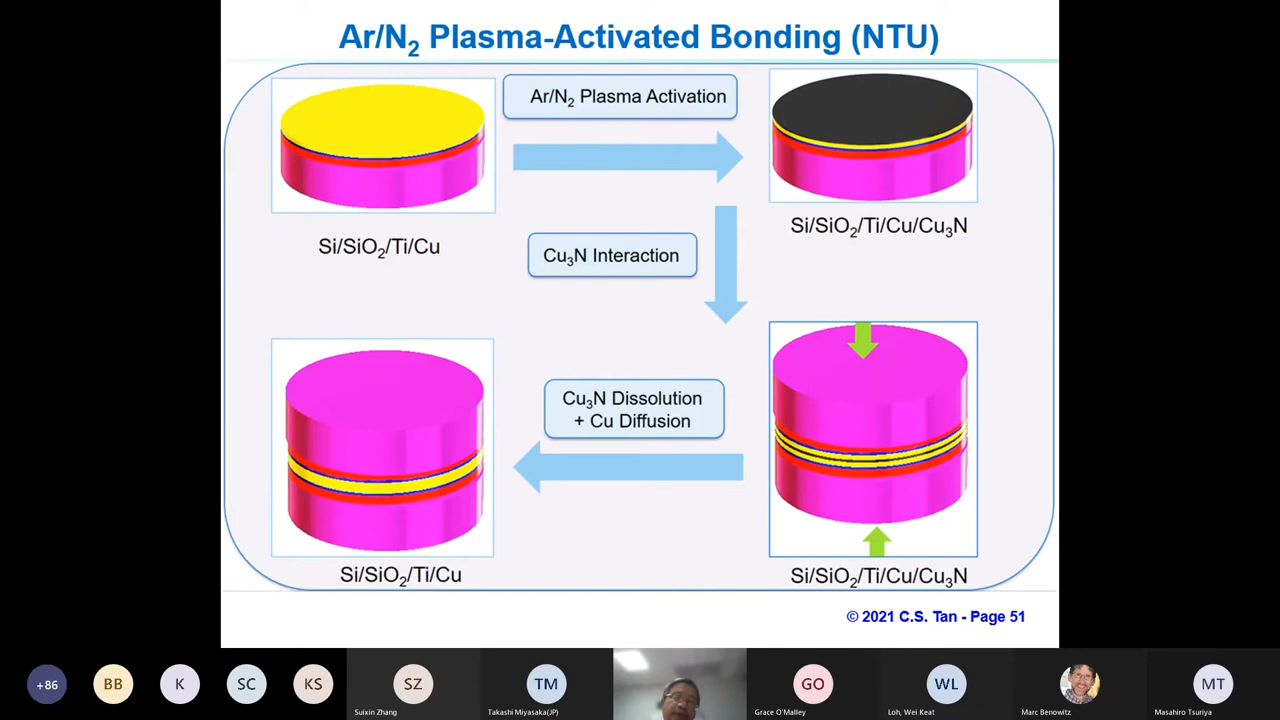 Ar/N₂ Plasma-Activated Bonding (NTU)
Ar/N₂ Plasma Activation
Si/SiO₂/Ti/Cu
Si/SiO₂/Ti/Cu/Cu₃N
Cu₃N Interaction
Cu₃N Dissolution
+ Cu Diffusion
Si/SiO₂/Ti/Cu
Si/SiO₂/Ti/Cu/Cu₃N
© 2021 C.S. Tan - Page 51
+86
BB
K
SC
KS
SZ
Suixin Zhang
TM
Takashi Miyasaka(JP)
GO
Grace O'Malley
WL
Loh, Wei Keat
Marc Benowitz
MT
Masahiro Tsuriya